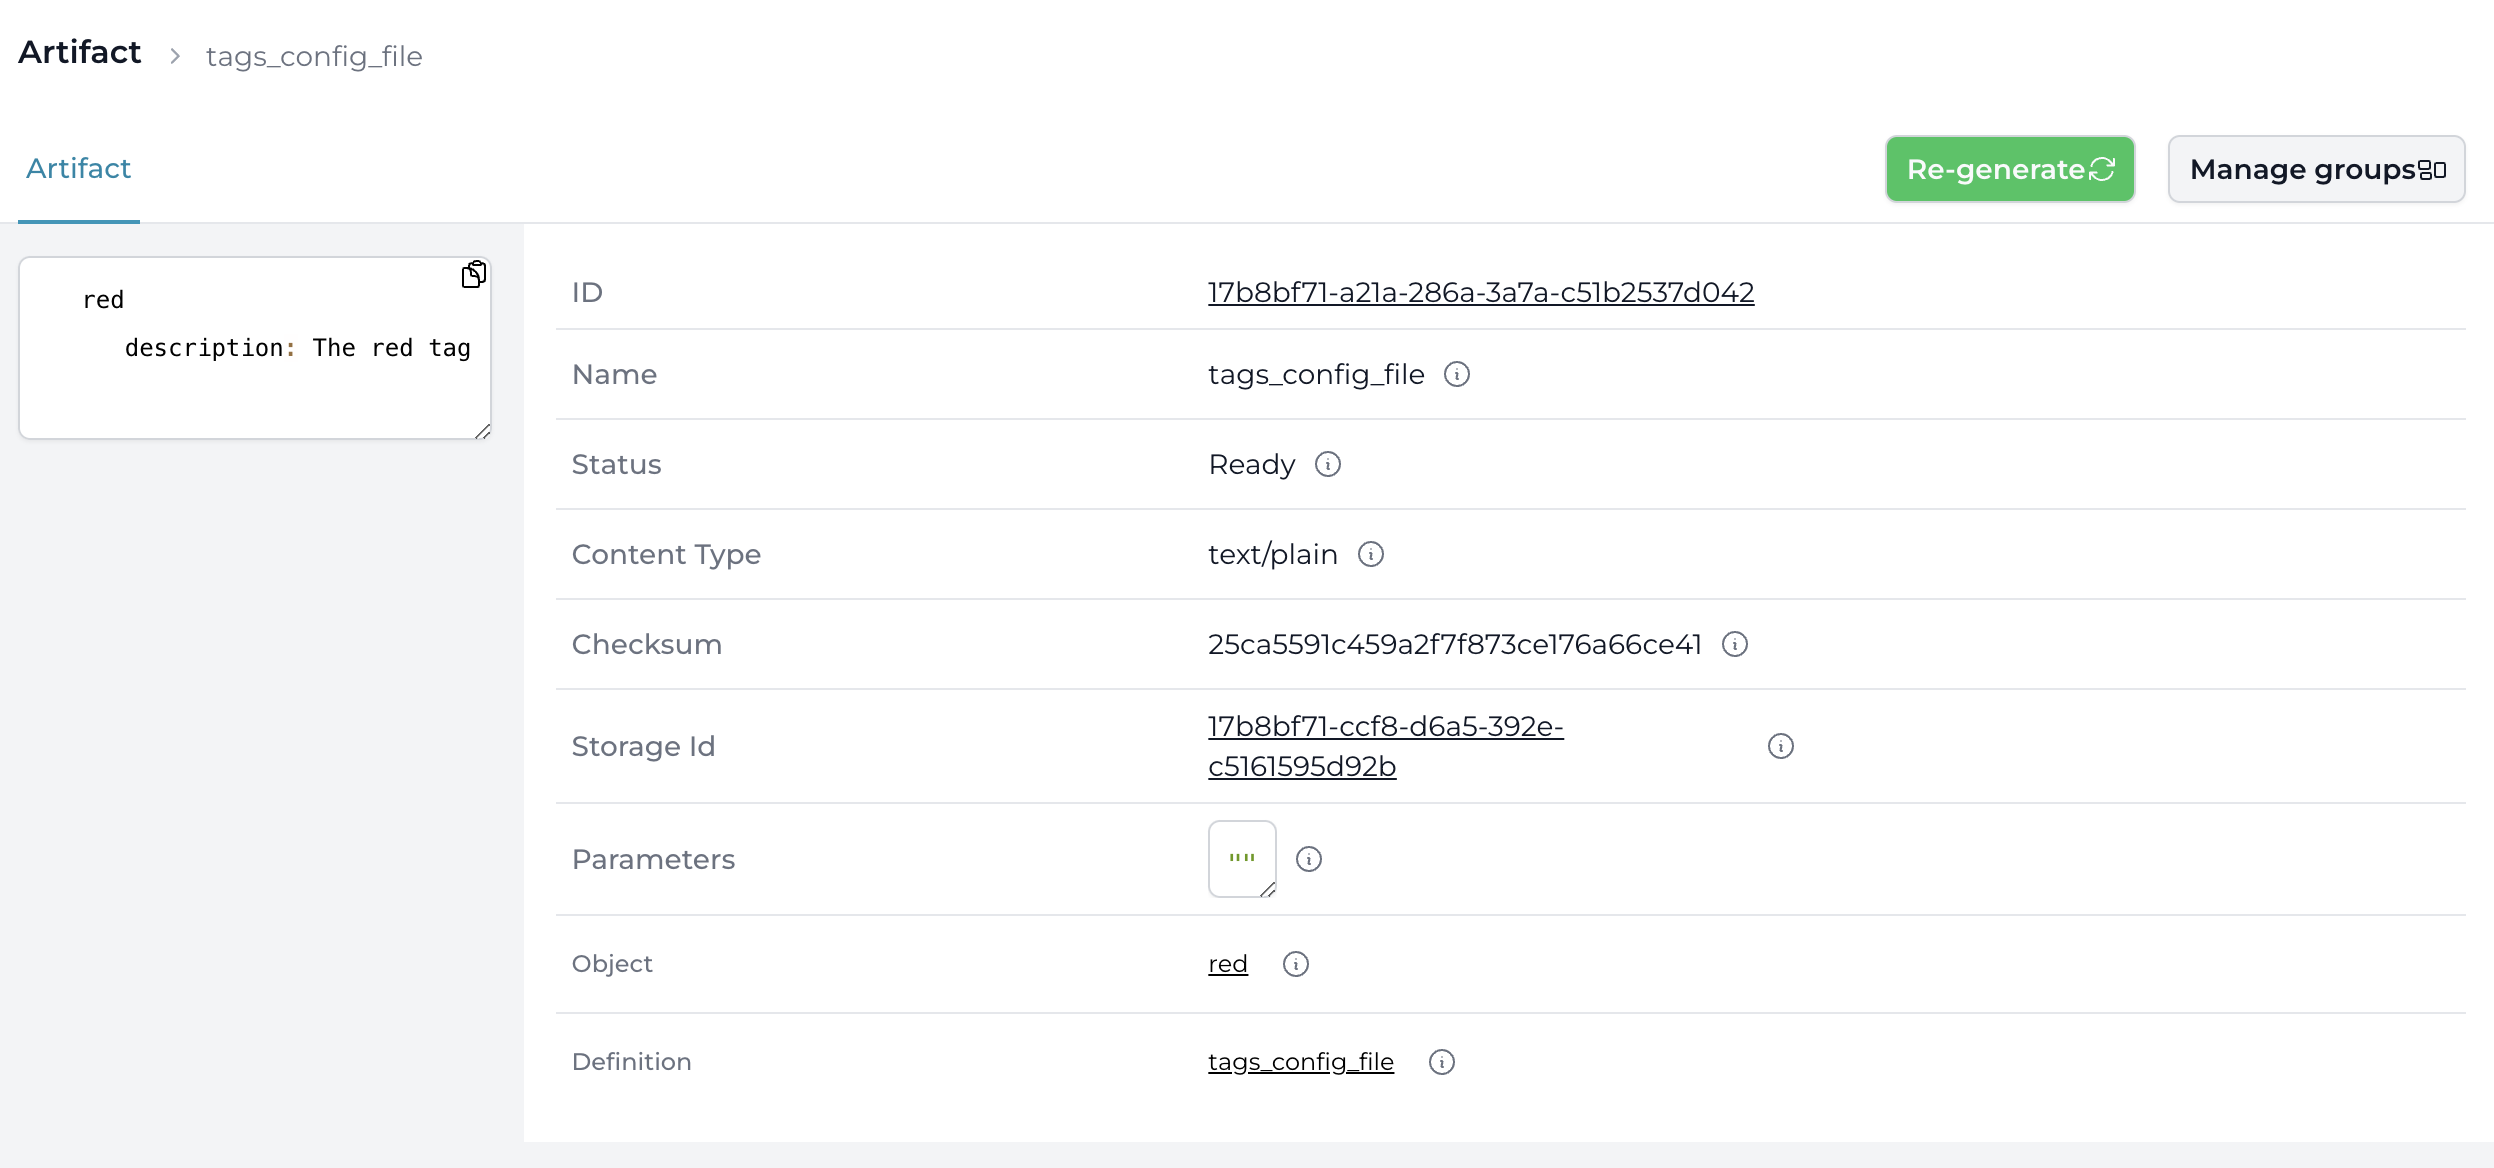 Artifact > tags_config_file
Artifact
Re-generate
Manage groups
red
description: The red tag
ID 17b8bf71-a21a-286a-3a7a-c51b2537d042
Name tags_config_file
Status Ready
Content Type text/plain
Checksum 25ca5591c459a2f7f873ce176a66ce41
Storage Id 17b8bf71-ccf8-d6a5-392e-
c5161595d92b
Parameters ""
Object red
Definition tags_config_file